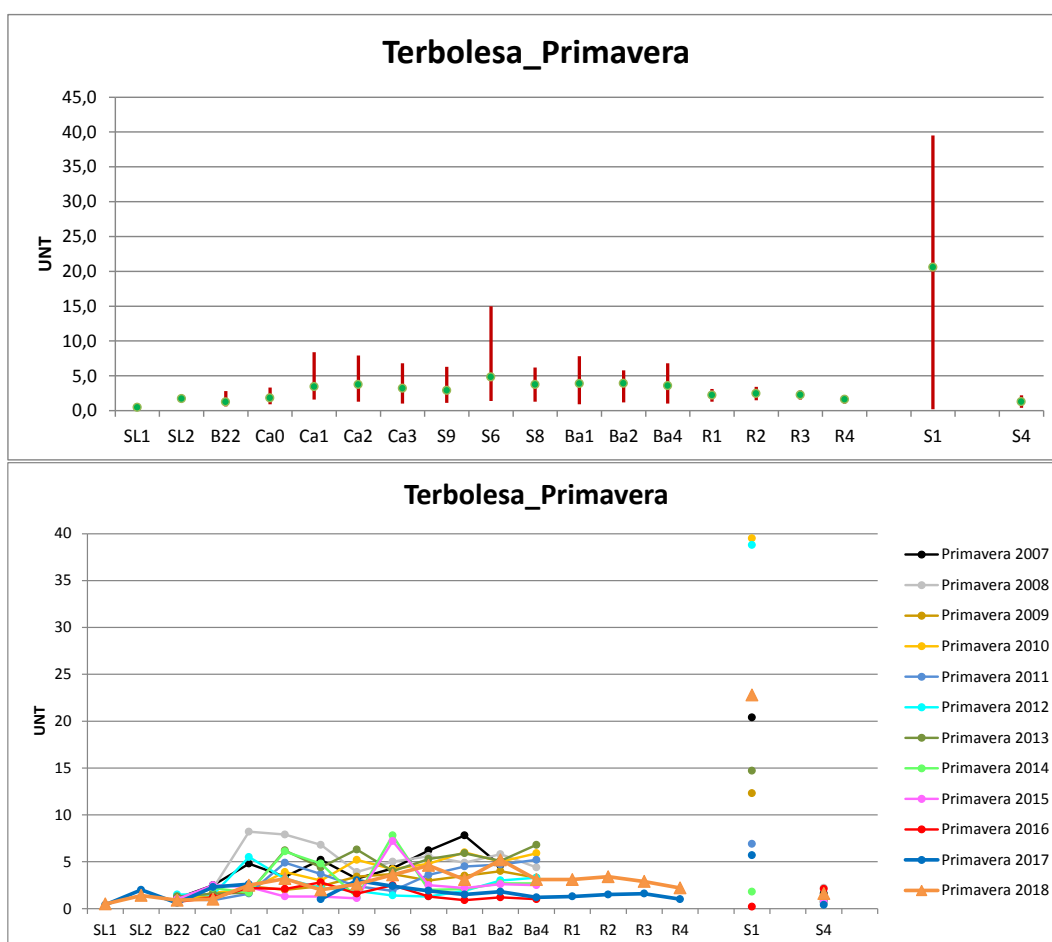 Terbolesa_Primavera
45,0
40,0
35,0
30,0
25,0
20,0
15,0
10,0
5,0
0,0
UNT
SL1 SL2 B22 Ca0 Ca1 Ca2 Ca3 S9 S6 S8 Ba1 Ba2 Ba4 R1 R2 R3 R4 S1 S4
Terbolesa_Primavera
40
35
30
25
20
15
10
5
0
UNT
SL1 SL2 B22 Ca0 Ca1 Ca2 Ca3 S9 S6 S8 Ba1 Ba2 Ba4 R1 R2 R3 R4 S1 S4
Primavera 2007
Primavera 2008
Primavera 2009
Primavera 2010
Primavera 2011
Primavera 2012
Primavera 2013
Primavera 2014
Primavera 2015
Primavera 2016
Primavera 2017
Primavera 2018